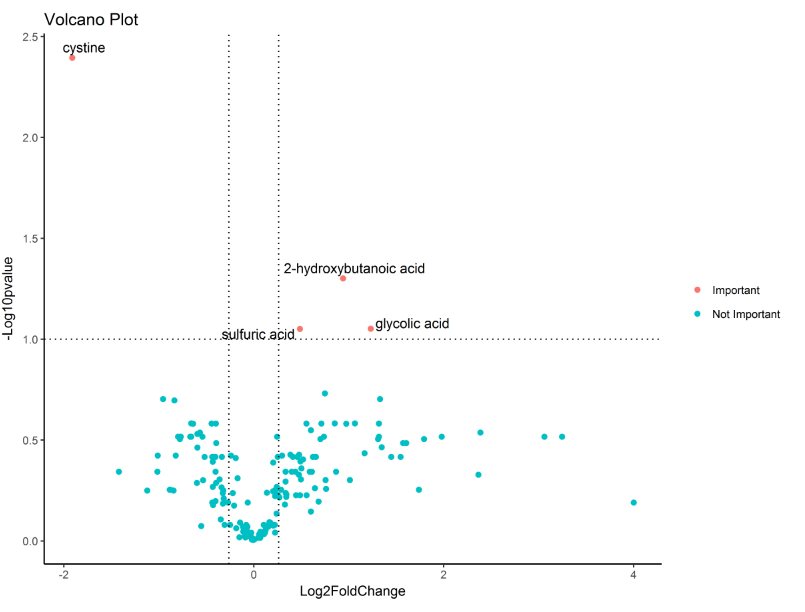 Volcano Plot
cystine
2-hydroxybutanoic acid
glycolic acid
sulfuric acid
2.5
2.0
1.5
1.0
0.5
0.0
-Log10pvalue
-2
0
2
4
Log2FoldChange
Important
Not Important